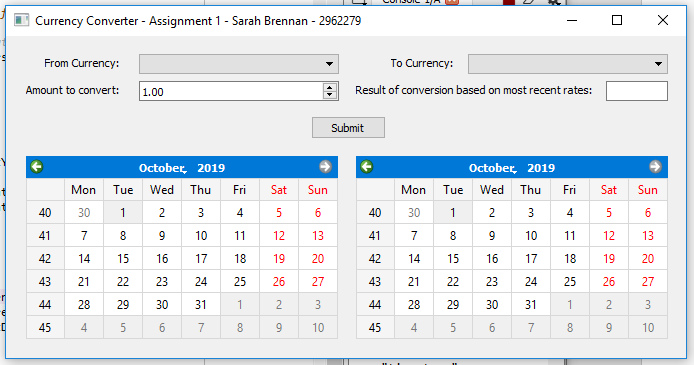 Console 1/A
Currency Converter - Assignment 1 - Sarah Brennan - 2962279
From Currency: To Currency:
Amount to convert: 1.00 Result of conversion based on most recent rates:
Submit
October, 2019 October, 2019
Mon Tue Wed Thu Fri Sat Sun Mon Tue Wed Thu Fri Sat Sun
40 30 1 2 3 4 5 6 40 30 1 2 3 4 5 6
41 7 8 9 10 11 12 13 41 7 8 9 10 11 12 13
42 14 15 16 17 18 19 20 42 14 15 16 17 18 19 20
43 21 22 23 24 25 26 27 43 21 22 23 24 25 26 27
44 28 29 30 31 1 2 3 44 28 29 30 31 1 2 3
45 4 5 6 7 8 9 10 45 4 5 6 7 8 9 10